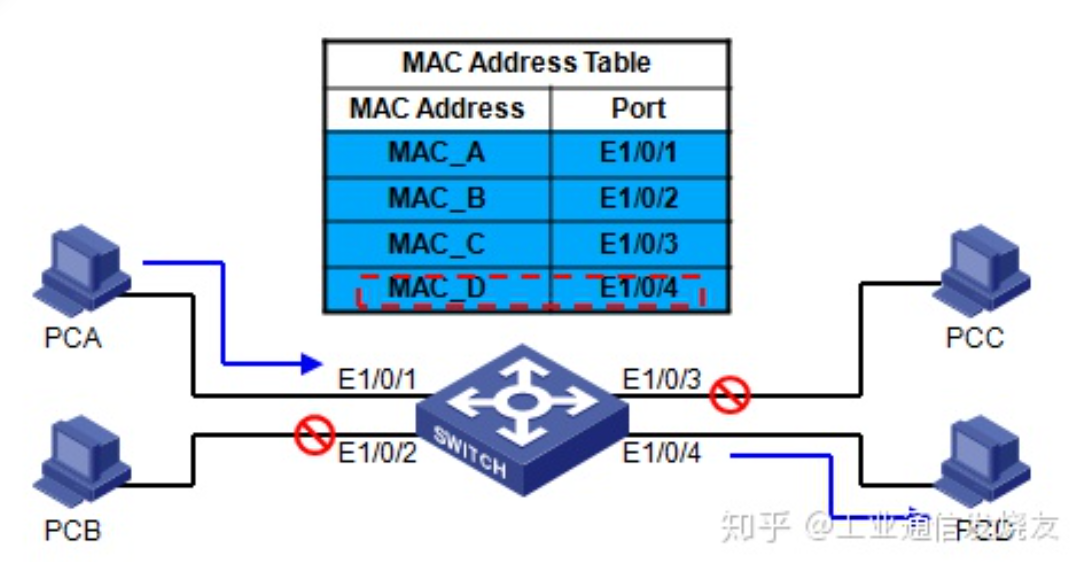 MAC Address Table
MAC Address Port
MAC_A E1/0/1
MAC_B E1/0/2
MAC_C E1/0/3
MAC_D E1/0/4
PCA
PCC
E1/0/1
E1/0/3
SWITCH
E1/0/2
E1/0/4
PCB
PCD
知乎 @工业通信发烧友